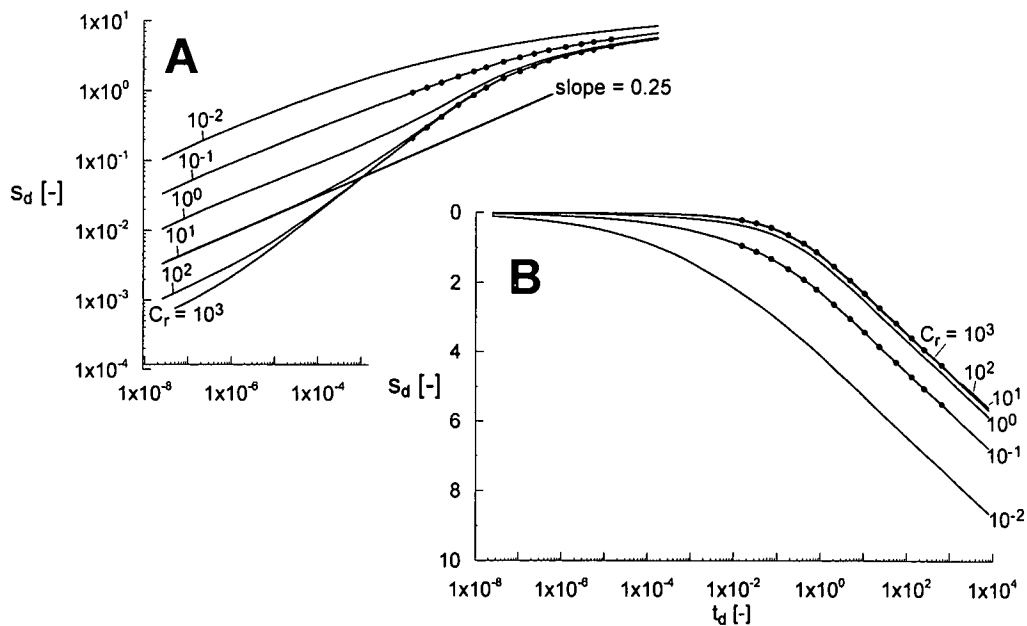 A
1x10^1
1x10^0
1x10^-1
1x10^-2
1x10^-3
1x10^-4
s_d [-]
10^-2
10^-1
10^0
10^1
10^2
C_r = 10^3
slope = 0.25
1x10^-8
1x10^-6
1x10^-4
B
0
2
4
6
8
10
s_d [-]
C_r = 10^3
10^2
10^1
10^0
10^-1
10^-2
1x10^-8
1x10^-6
1x10^-4
1x10^-2
1x10^0
1x10^2
1x10^4
t_d [-]